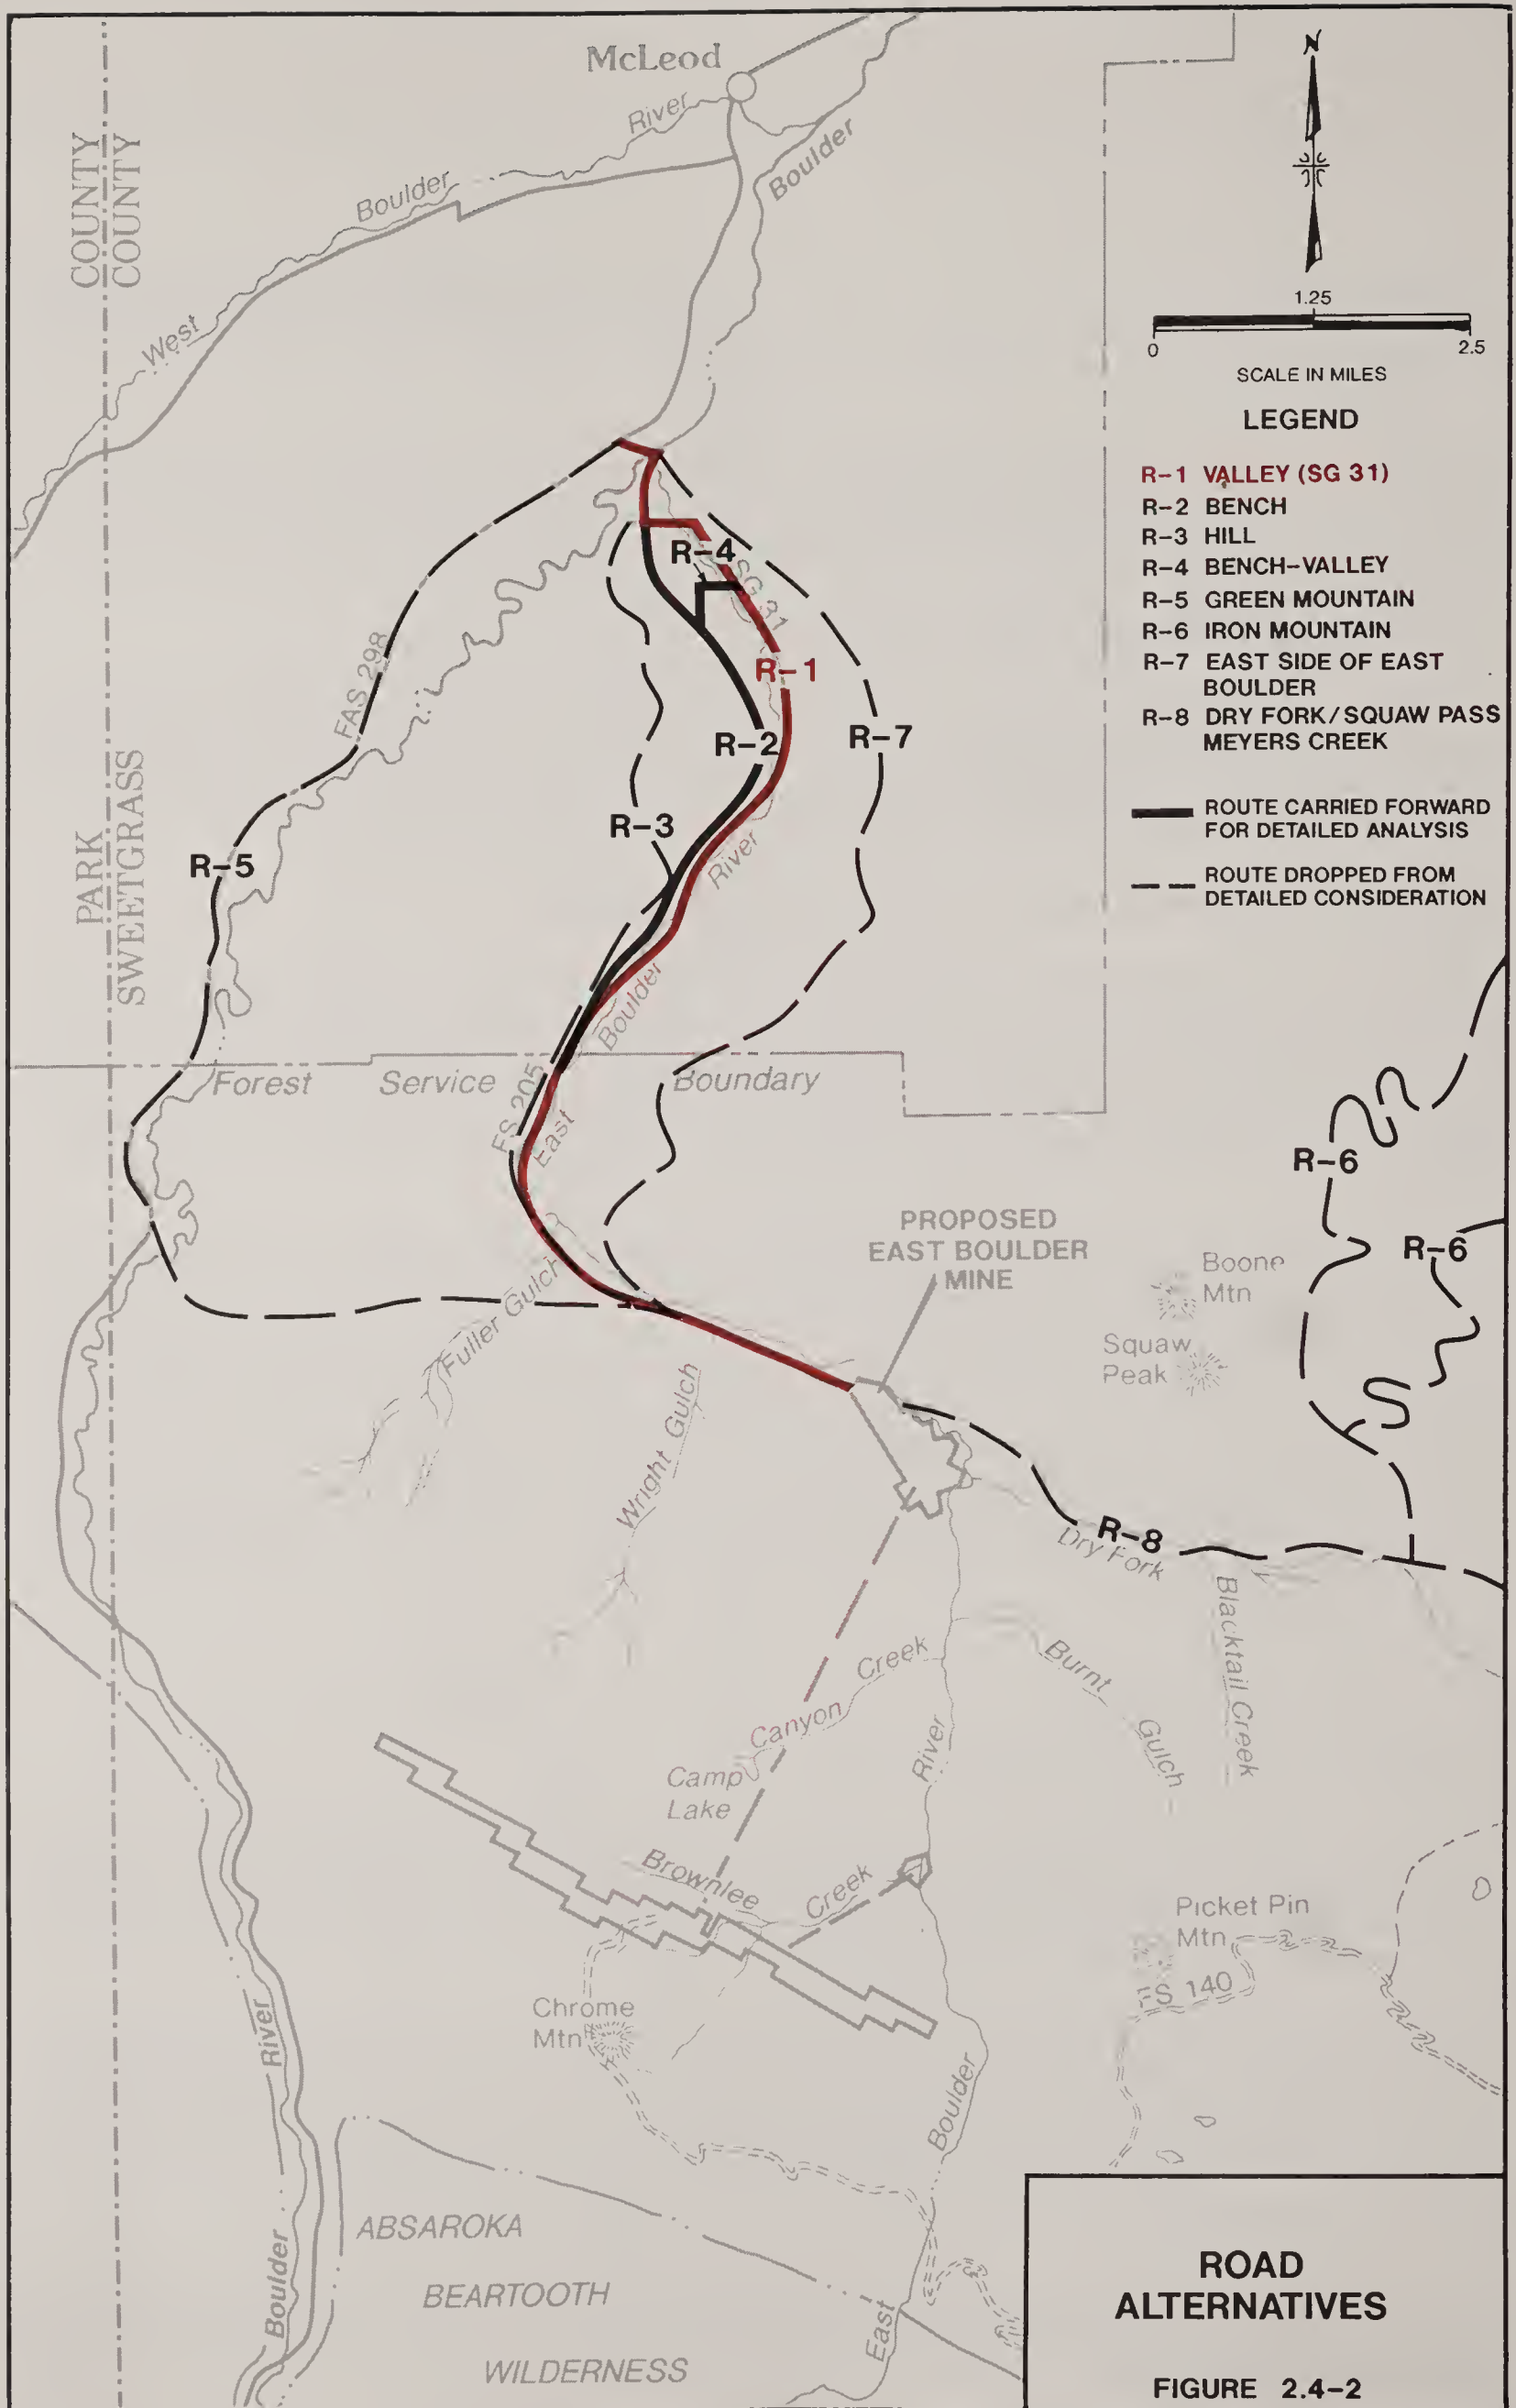 McLeod
N
River
Boulder
Boulder
West
COUNTY
COUNTY
1.25
0
2.5
SCALE IN MILES
LEGEND
R-1 VALLEY (SG 31)
R-2 BENCH
R-3 HILL
R-4 BENCH-VALLEY
R-5 GREEN MOUNTAIN
R-6 IRON MOUNTAIN
R-7 EAST SIDE OF EAST
BOULDER
R-8 DRY FORK/SQUAW PASS
MEYERS CREEK
ROUTE CARRIED FORWARD
FOR DETAILED ANALYSIS
ROUTE DROPPED FROM
DETAILED CONSIDERATION
R-4
SG 31
R-1
FAS 298
R-2
R-7
R-3
R-5
River
PARK
SWEETGRASS
Boulder
FS 205
East
Forest Service Boundary
R-6
R-6
PROPOSED
EAST BOULDER
MINE
Boone
Mtn
Squaw
Peak
Fuller Gulch
Wright Gulch
R-8
Dry Fork
Blacktail Creek
Burnt
Gulch
Canyon
Creek
River
Camp
Lake
Brownlee
Creek
Picket Pin
Mtn
FS 140
Chrome
Mtn
River
Boulder
Boulder
East
ABSAROKA
BEARTOOTH
WILDERNESS
ROAD
ALTERNATIVES
FIGURE 2.4-2